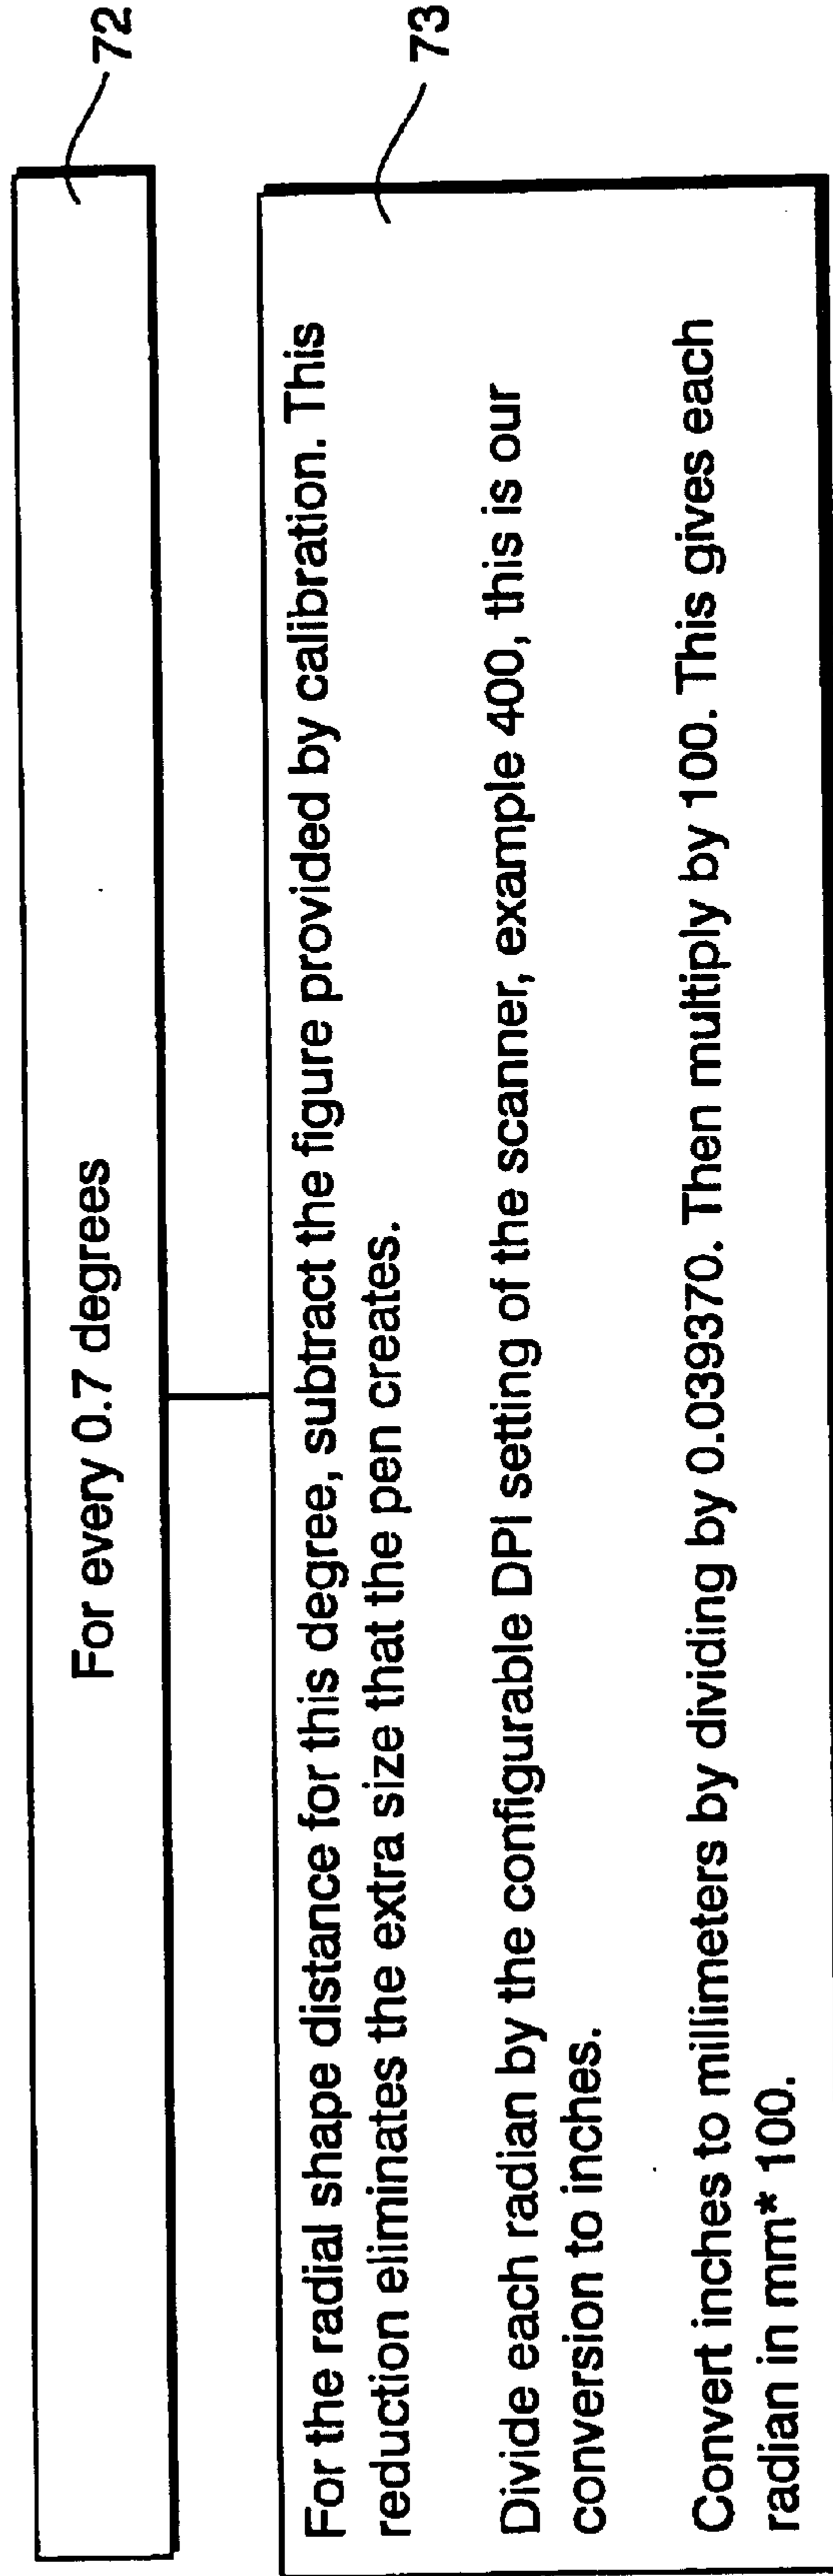 For every 0.7 degrees
72
For the radial shape distance for this degree, subtract the figure provided by calibration. This
reduction eliminates the extra size that the pen creates.
Divide each radian by the configurable DPI setting of the scanner, example 400, this is our
conversion to inches.
Convert inches to millimeters by dividing by 0.039370. Then multiply by 100. This gives each
radian in mm* 100.
73